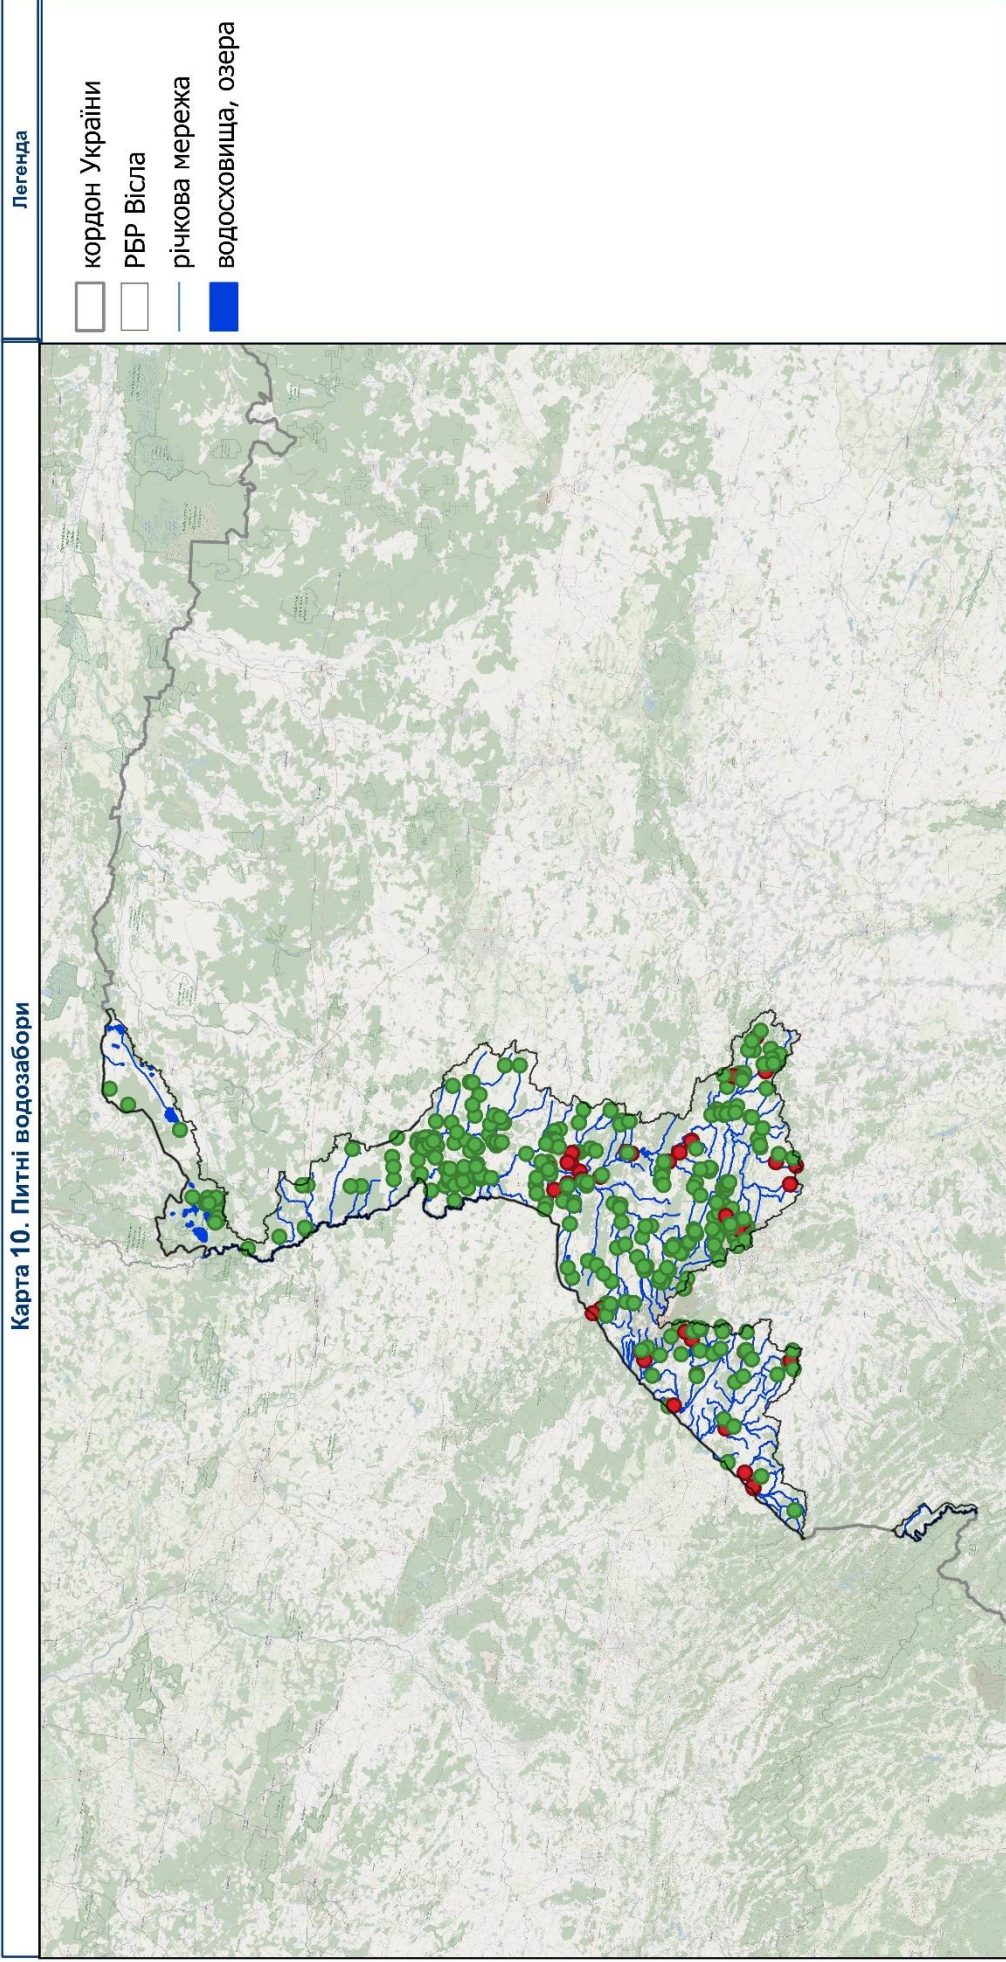 Карта 10. Питні водозабори
Легенда
кордон України
РБР Вісла
річкова мережа
водосховища, озера